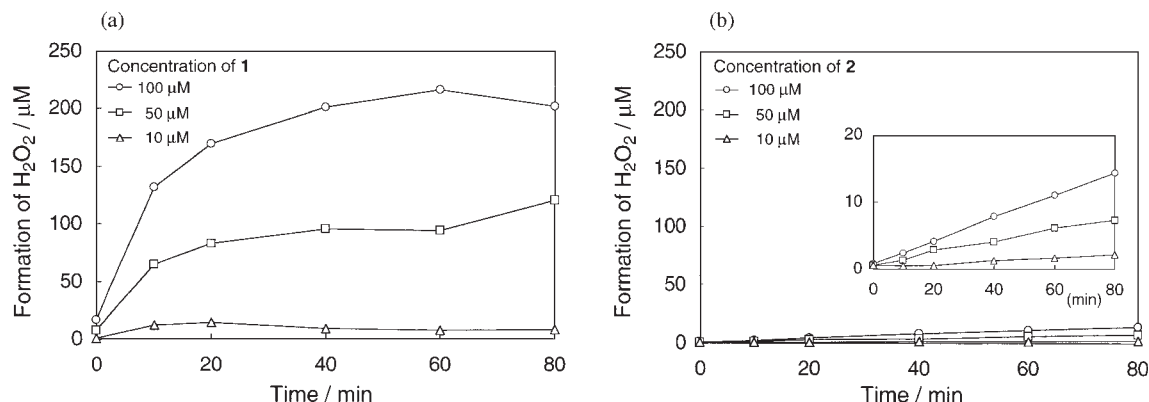 (a)
250
200
150
100
50
0
Formation of H₂O₂ / μM
Concentration of 1
100 μM
50 μM
10 μM
0 20 40 60 80
Time / min
(b)
250
200
150
100
50
0
Formation of H₂O₂ / μM
Concentration of 2
100 μM
50 μM
10 μM
20
10
0
0 20 40 60 80
(min)
0 20 40 60 80
Time / min